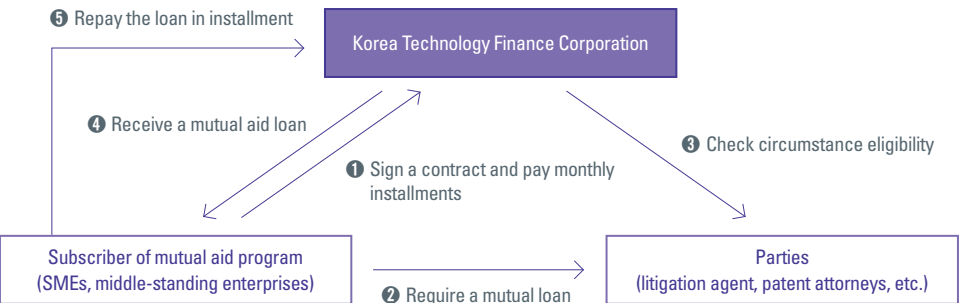 ❺ Repay the loan in installment
Korea Technology Finance Corporation
❹ Receive a mutual aid loan
❸ Check circumstance eligibility
❶ Sign a contract and pay monthly
installments
Subscriber of mutual aid program
(SMEs, middle-standing enterprises)
Parties
(litigation agent, patent attorneys, etc.)
❷ Require a mutual loan